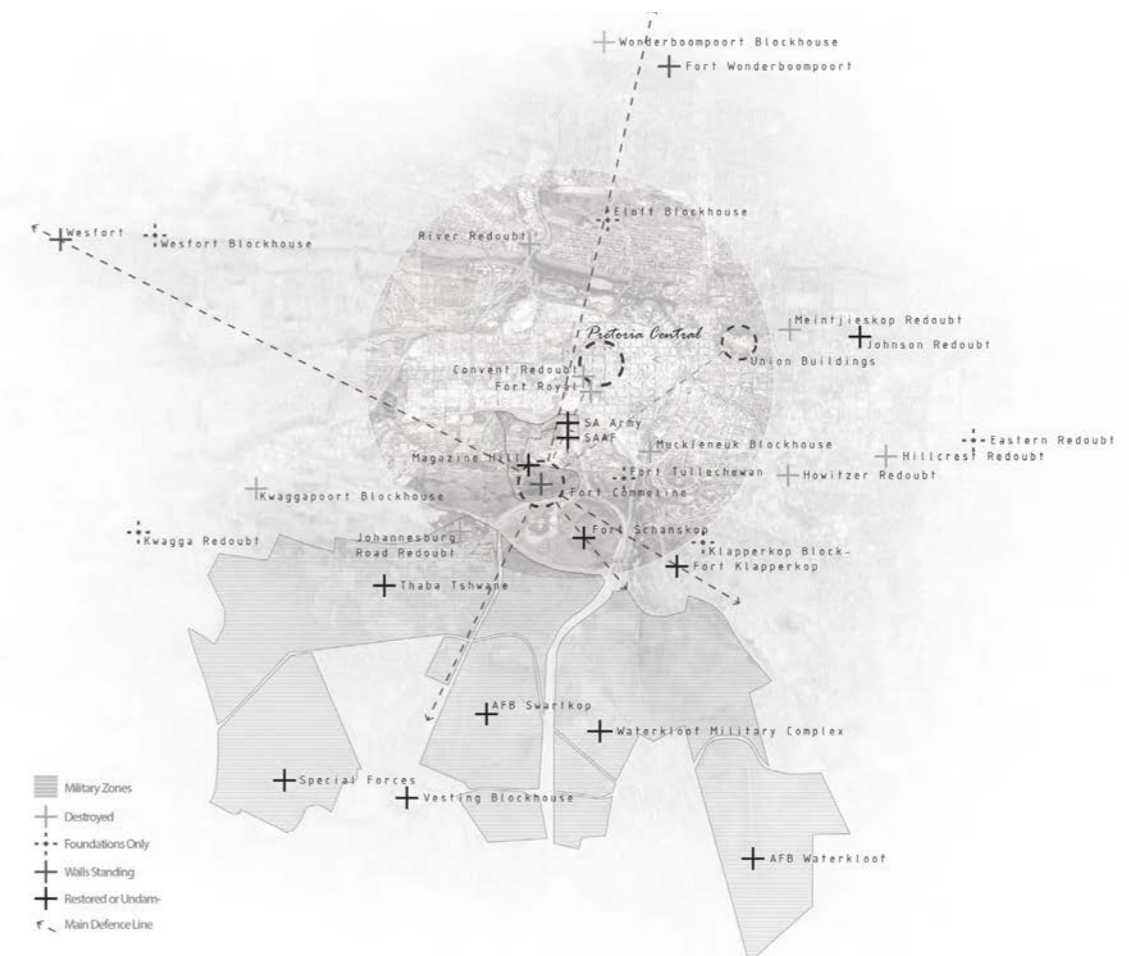 Wonderboompoort Blockhouse
Fort Wonderboompoort
Eloff Blockhouse
Wesfort
Wesfort Blockhouse
River Redoubt
Meintjieskop Redoubt
Pretoria Central
Johnson Redoubt
Union Buildings
Convent Redoubt
Fort Royal
SA Army
SAAF
Muckleneuk Blockhouse
Eastern Redoubt
Hillcrest Redoubt
Magazine Hill
Fort Tullechewan
Howitzer Redoubt
Fort Commeline
Kwaggapoort Blockhouse
Fort Schanskop
Kwagga Redoubt
Johannesburg
Road Redoubt
Klapperkop Block-
Fort Klapperkop
Thaba Tshwane
AFB Swartkop
Waterkloof Military Complex
Special Forces
Vesting Blockhouse
AFB Waterkloof
Military Zones
Destroyed
Foundations Only
Walls Standing
Restored or Undam-
Main Defence Line